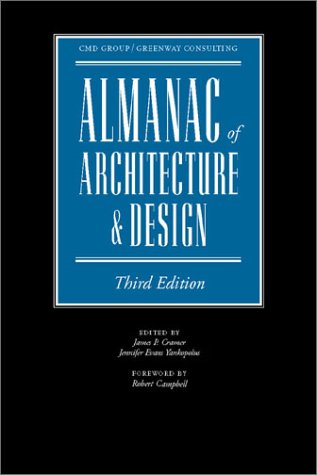 CMD GROUP/GREENWAY CONSULTING
ALMANAC of
ARCHITECTURE
& DESIGN
Third Edition
EDITED BY
James P. Cramer
Jennifer Evans Yankopolus
FOREWORD BY
Robert Campbell